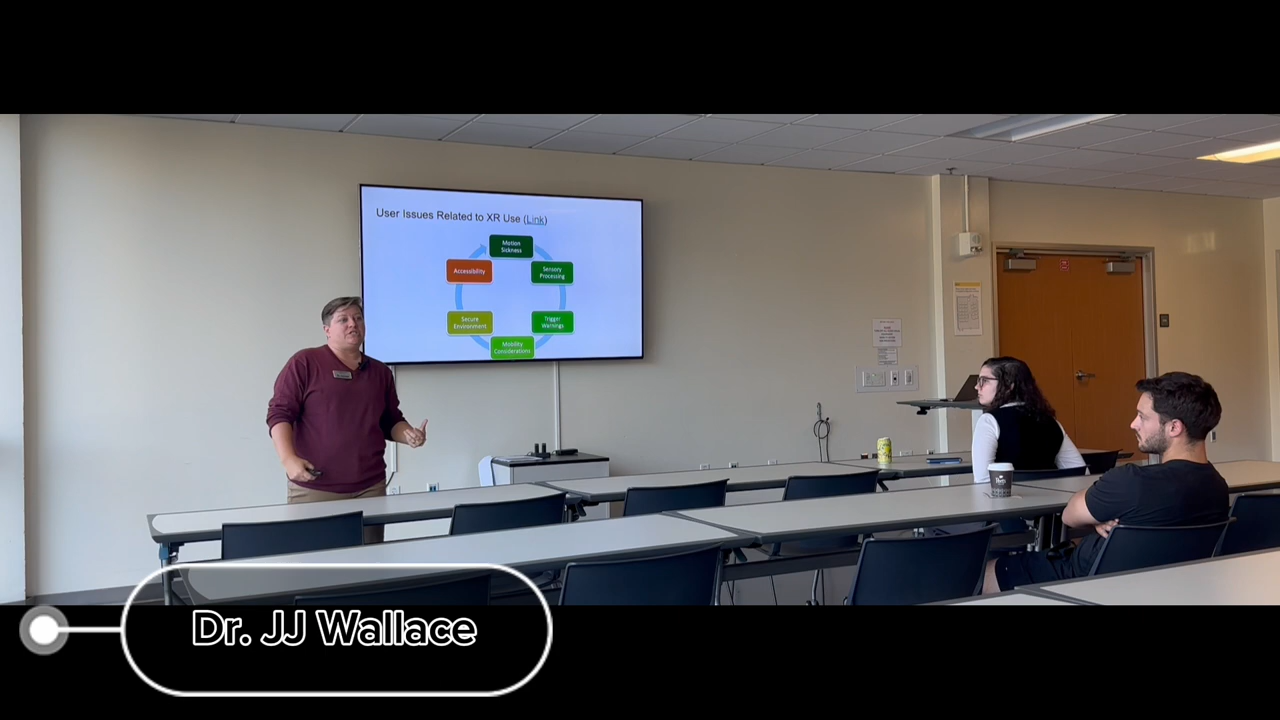 User Issues Related to XR Use (Link)
Motion
Sickness
Accessibility
Sensory
Processing
Secure
Environment
Trigger
Warnings
Mobility
Considerations
Dr. JJ Wallace